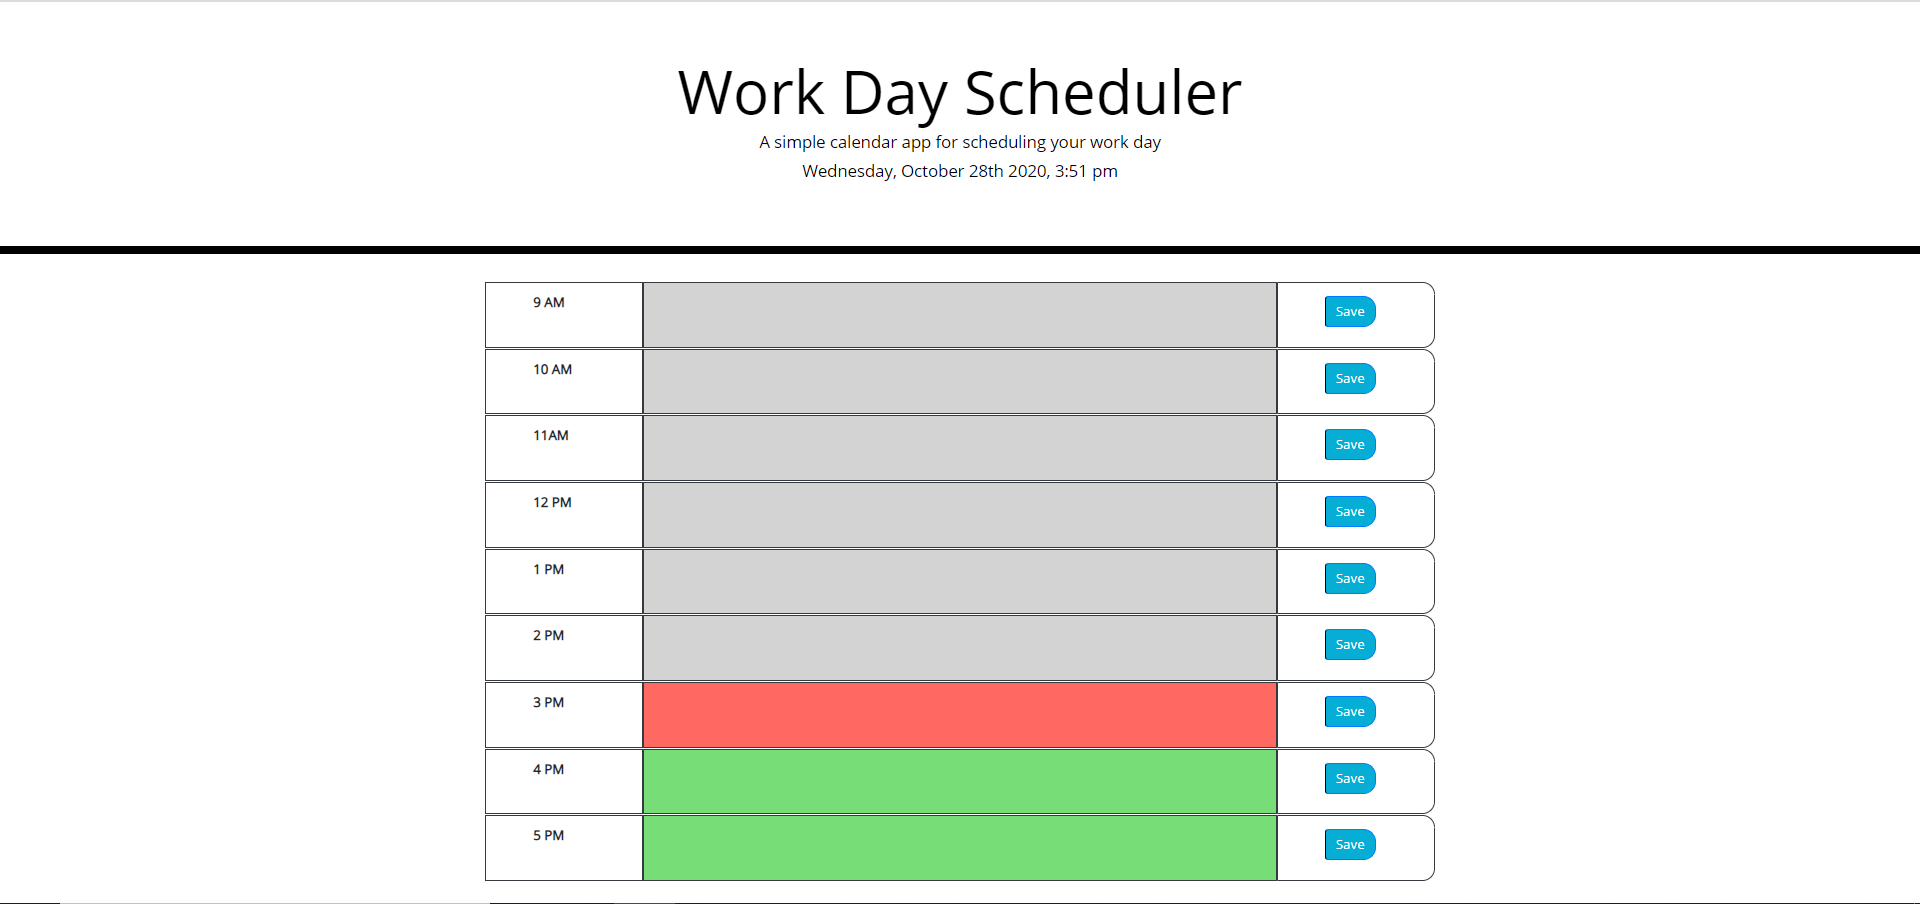 Work Day Scheduler
A simple calendar app for scheduling your work day
Wednesday, October 28th 2020, 3:51 pm
9 AM
Save
10 AM
Save
11AM
Save
12 PM
Save
1 PM
Save
2 PM
Save
3 PM
Save
4 PM
Save
5 PM
Save